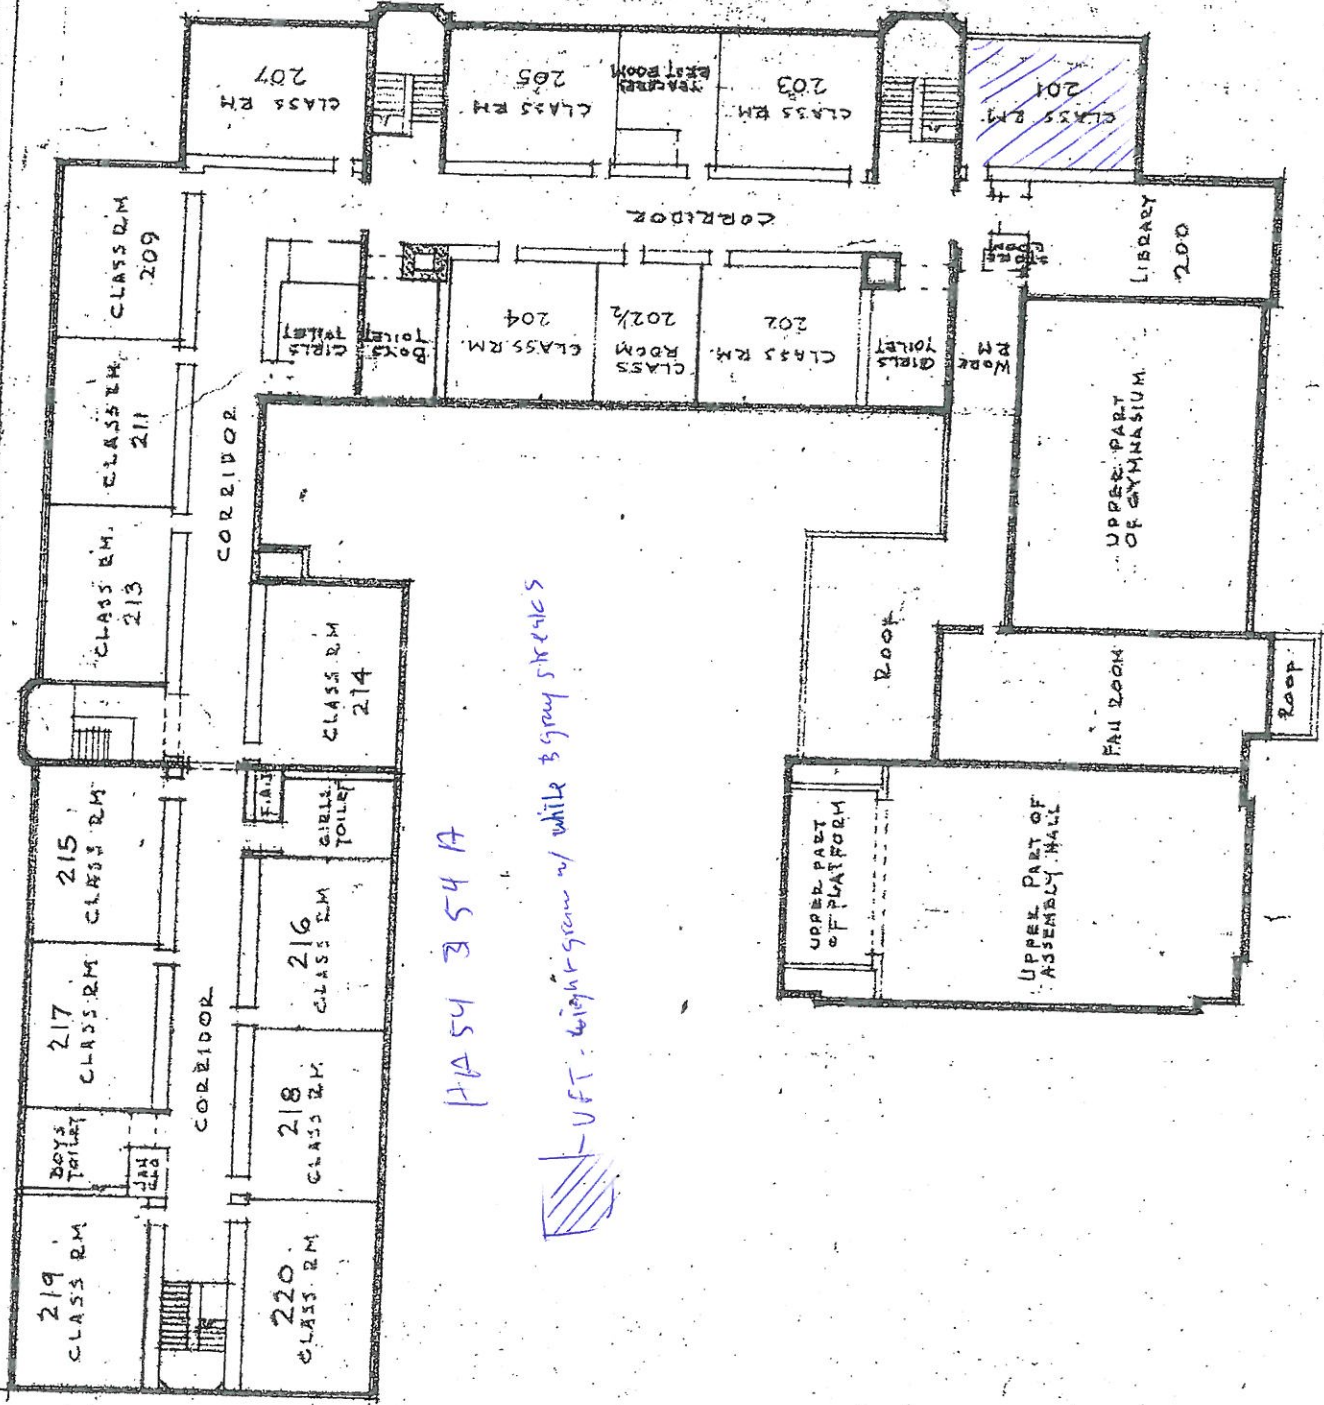 207
CLASS RM
205
CLASS RM.
TEACHERS
REST ROOM
203
CLASS RM.
201
CLASS RM.
CLASS RM
209
CORRIDOR
LIBRARY
200
GIRLS
TOILET
BOYS
TOILET
204
CLASS.RM.
202½
CLASS
ROOM
202
CLASS RM.
GIRLS
TOILET
WORK
RM
CLASS RM.
211
CORRIDOR
UPPER PART
OF GYMNASIUM.
CLASS RM.
213
CLASS RM
214
ROOF
FAN ROOM
ROOF
215
CLASS RM
F.A.I.
GIRLS
TOILET
UPPER PART
OF PLATFORM
UPPER PART OF
ASSEMBLY HALL
217
CLASS RM
216
CLASS RM
CORRIDOR
BOYS
TOILET
JAN
CLO
218
CLASS RM.
219
CLASS RM
220.
CLASS RM
HA54 354 A
- VFT - light green w/ white & gray streaks